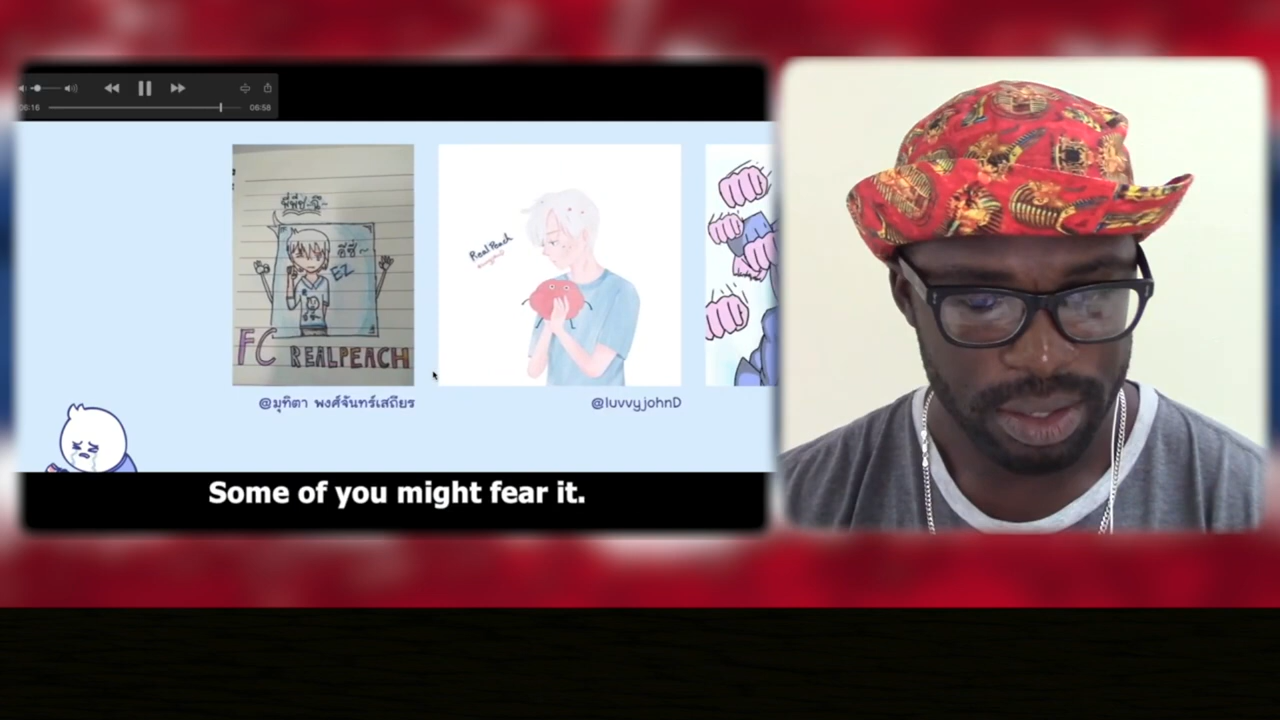 06:16
06:58
พี่พีช~นี้~
อีซี่~
EZ
FC REALPEACH
RealPeach
@มุทิตา พงศ์จันทร์เสถียร
@luvvyjohnD
Some of you might fear it.